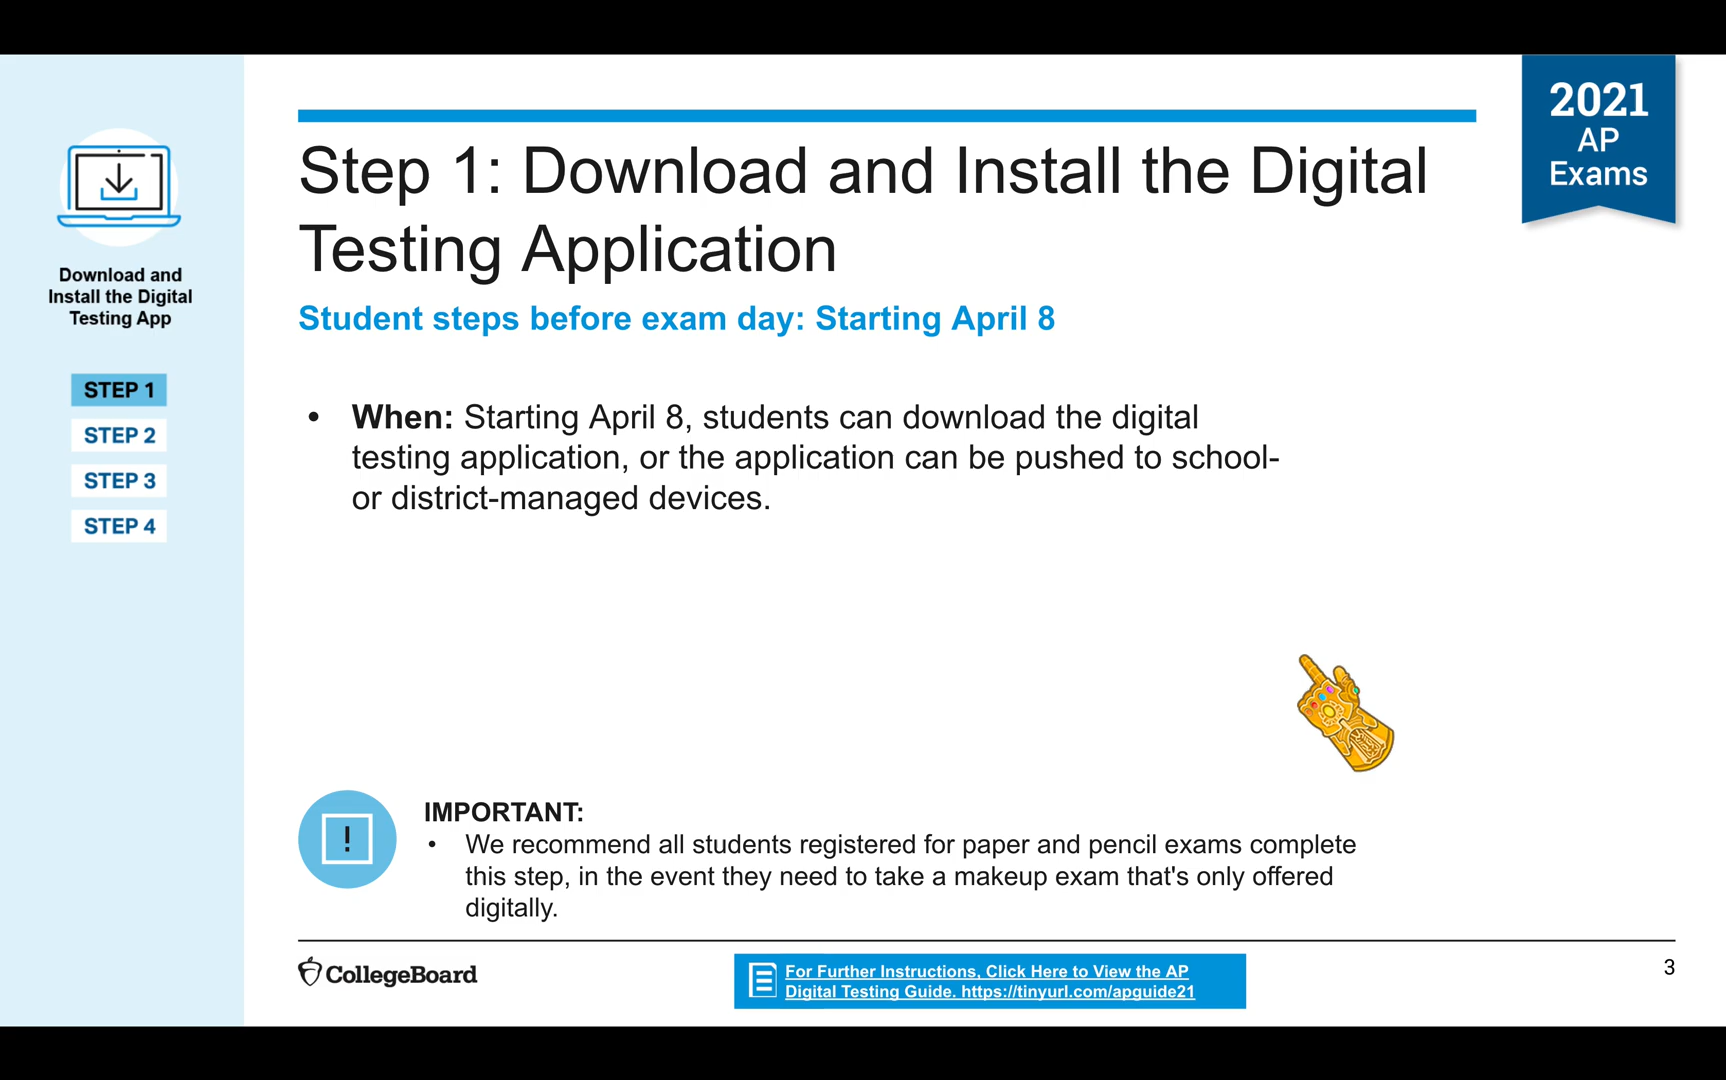 2021
AP
Exams
Step 1: Download and Install the Digital
Testing Application
Student steps before exam day: Starting April 8
Download and
Install the Digital
Testing App
STEP 1
STEP 2
STEP 3
STEP 4
• When: Starting April 8, students can download the digital
testing application, or the application can be pushed to school-
or district-managed devices.
!
IMPORTANT:
• We recommend all students registered for paper and pencil exams complete
this step, in the event they need to take a makeup exam that's only offered
digitally.
CollegeBoard
For Further Instructions, Click Here to View the AP
Digital Testing Guide. https://tinyurl.com/apguide21
3